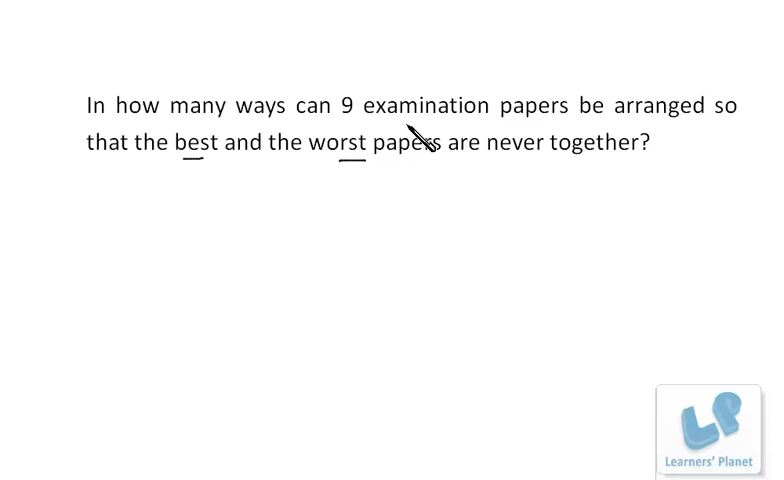 In how many ways can 9 examination papers be arranged so
that the best and the worst papers are never together?
LP
Learners' Planet